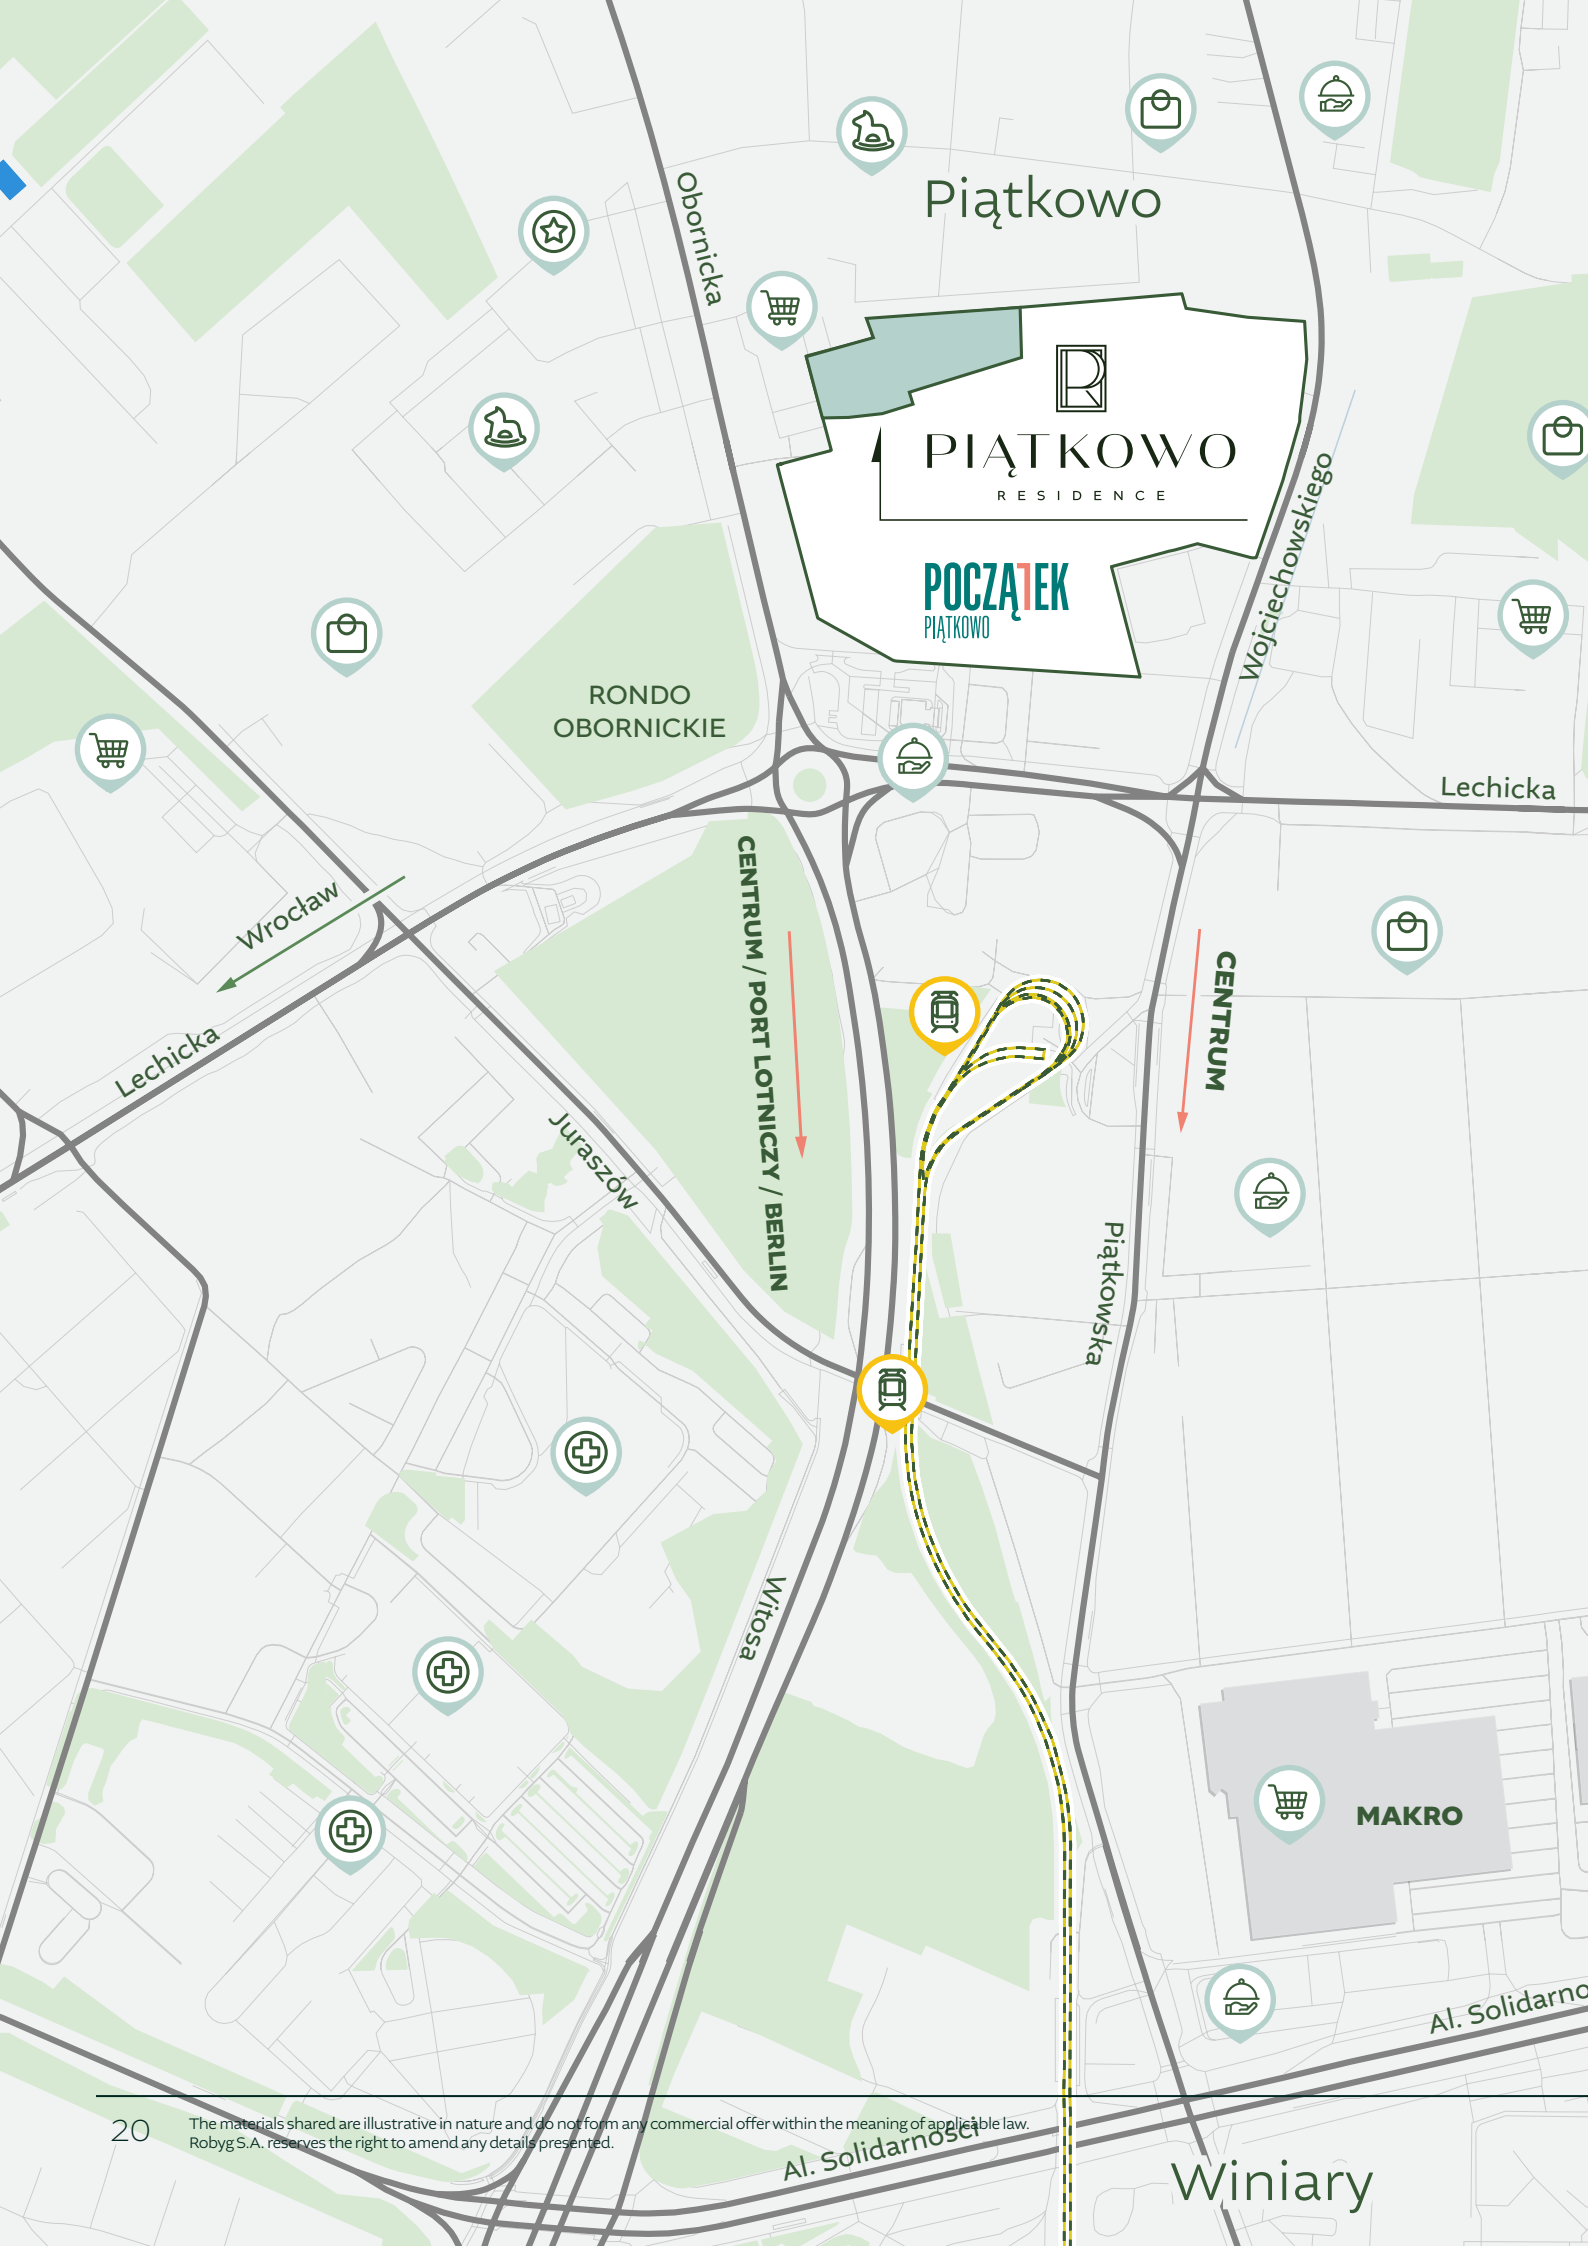 Piątkowo
Obornicka
PIĄTKOWO
RESIDENCE
POCZĄTEK
PIĄTKOWO
Wojciechowskiego
RONDO
OBORNICKIE
Lechicka
Wrocław
CENTRUM / PORT LOTNICZY / BERLIN
CENTRUM
Lechicka
Juraszów
Piątkowska
Witosa
MAKRO
Al. Solidarno
20
The materials shared are illustrative in nature and do not form any commercial offer within the meaning of applicable law.
Robyg S.A. reserves the right to amend any details presented.
Al. Solidarności
Winiary